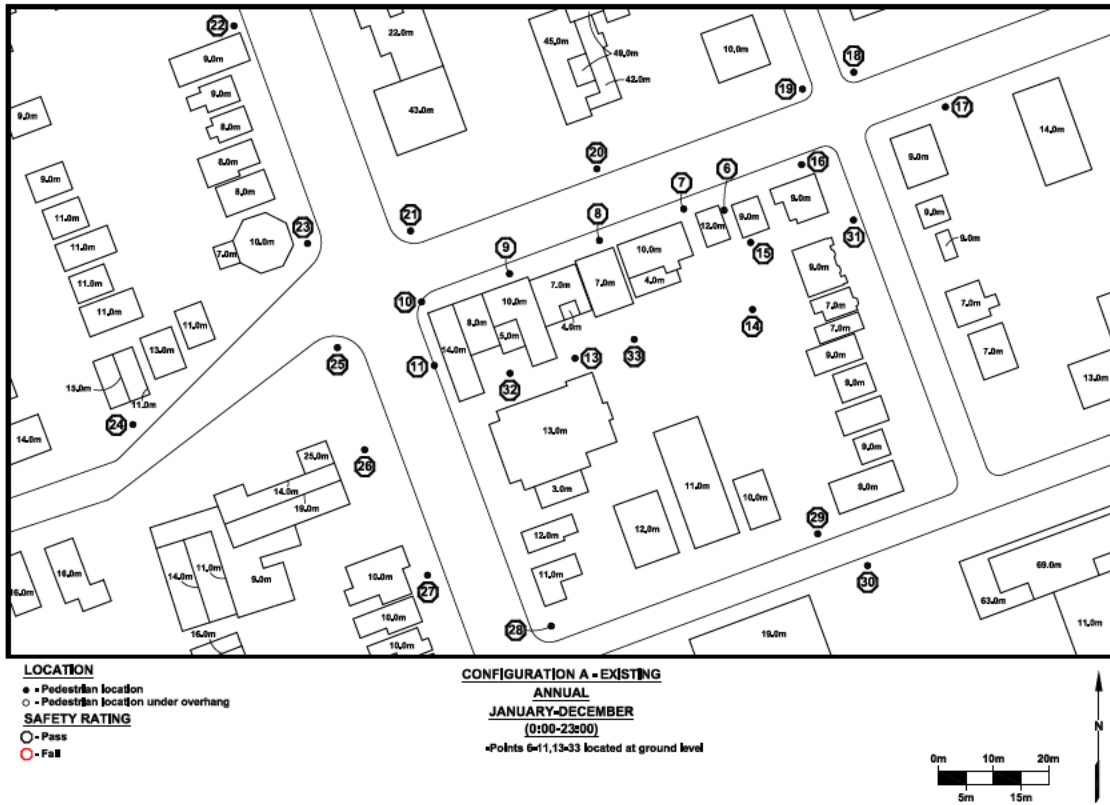 22
9.0m
22.0m
45.0m
49.0m
42.0m
10.0m
18
19
17
9.0m
9.0m
43.0m
14.0m
8.0m
20
16
9.0m
8.0m
9.0m
7
6
9.0m
11.0m
8.0m
21
8
12.0m
9.0m
9.0m
31
11.0m
23
10.0m
7.0m
9
10.0m
15
9.0m
11.0m
7.0m
7.0m
4.0m
9.0m
11.0m
10
10.0m
14
7.0m
7.0m
11.0m
8.0m
5.0m
4.0m
7.0m
13.0m
25
14.0m
33
9.0m
7.0m
11
13
15.0m
32
9.0m
13.0m
11.0m
24
13.0m
14.0m
26
25.0m
9.0m
14.0m
3.0m
11.0m
9.0m
19.0m
10.0m
12.0m
12.0m
29
16.0m
14.0m
11.0m
9.0m
10.0m
27
11.0m
30
69.0m
16.0m
63.0m
10.0m
28
16.0m
10.0m
19.0m
11.0m
LOCATION
- Pedestrian location
- Pedestrian location under overhang
SAFETY RATING
- Pass
- Fail
CONFIGURATION A - EXISTING
ANNUAL
JANUARY-DECEMBER
(0:00-23:00)
-Points 6-11,13-33 located at ground level
N
0m 10m 20m
5m 15m